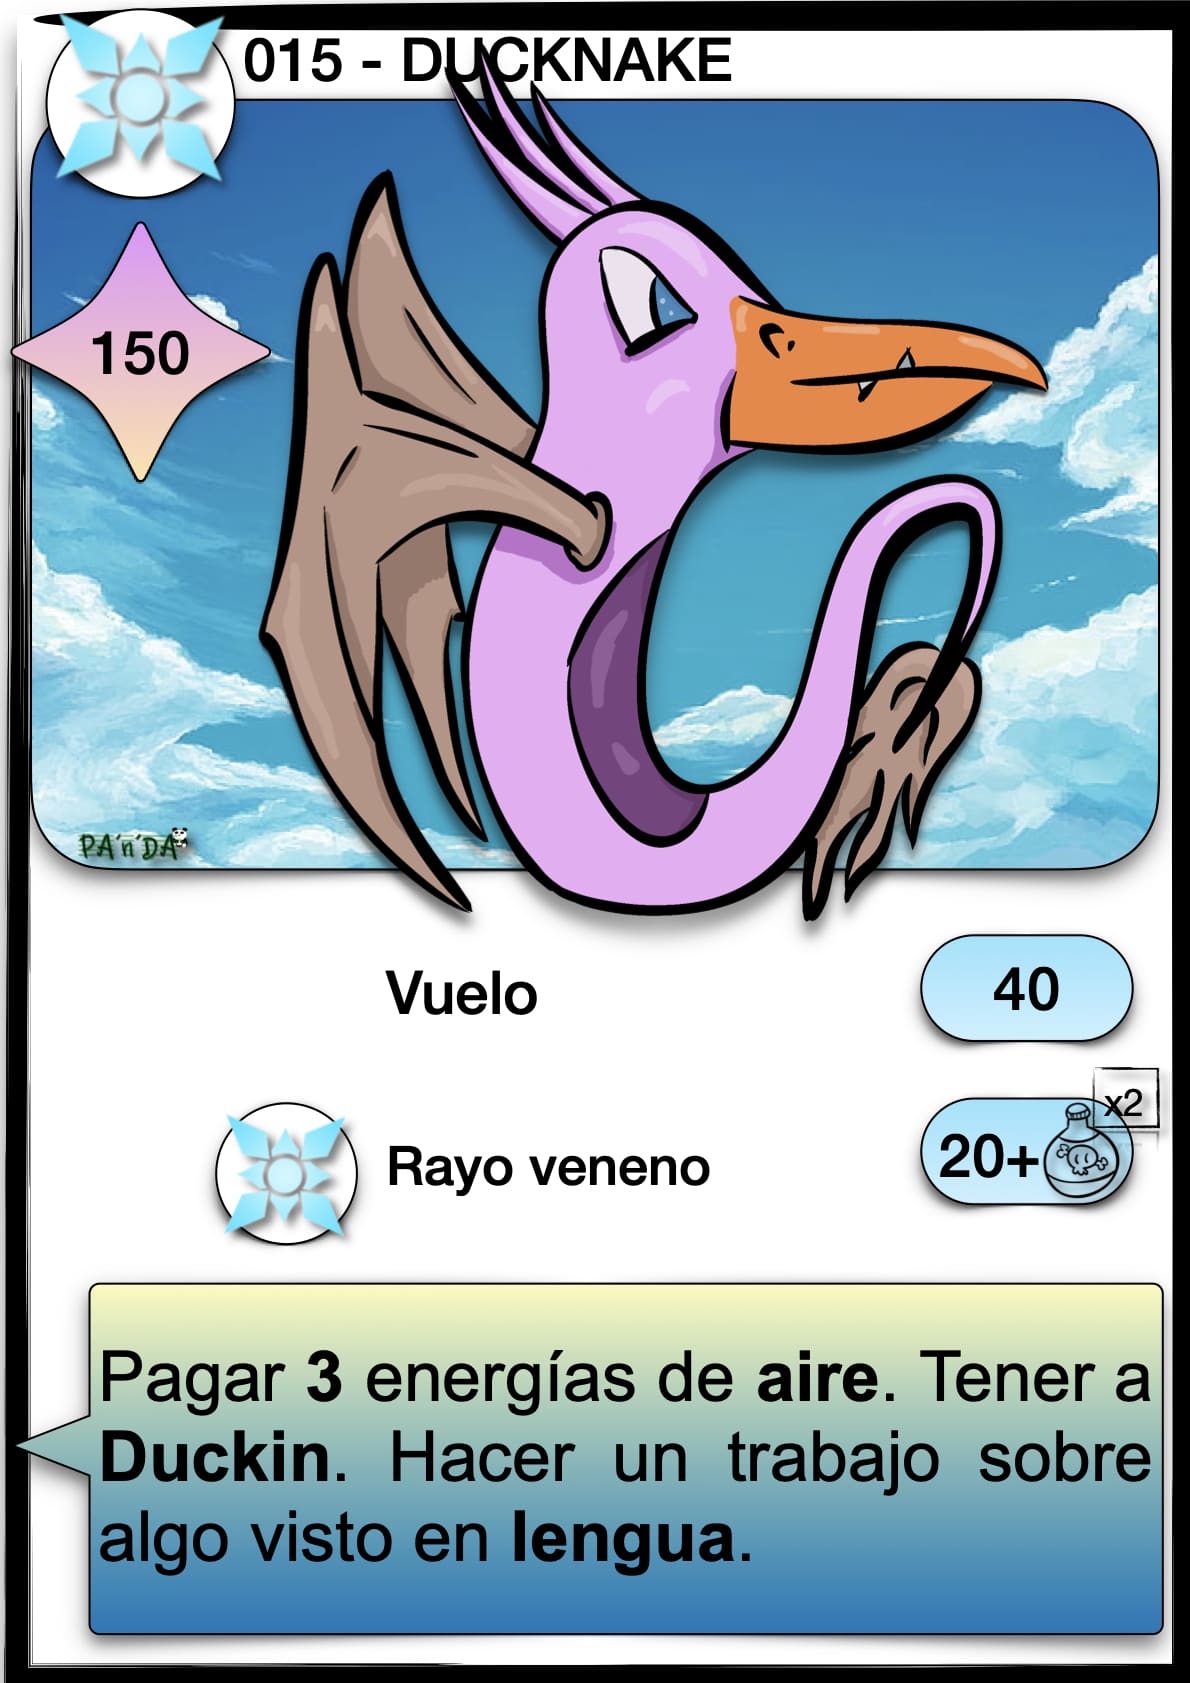 015 - DUCKNAKE
150
PA'n'DA
Vuelo
40
x2
Rayo veneno
20+
Pagar 3 energías de aire. Tener a
Duckin. Hacer un trabajo sobre
algo visto en lengua.